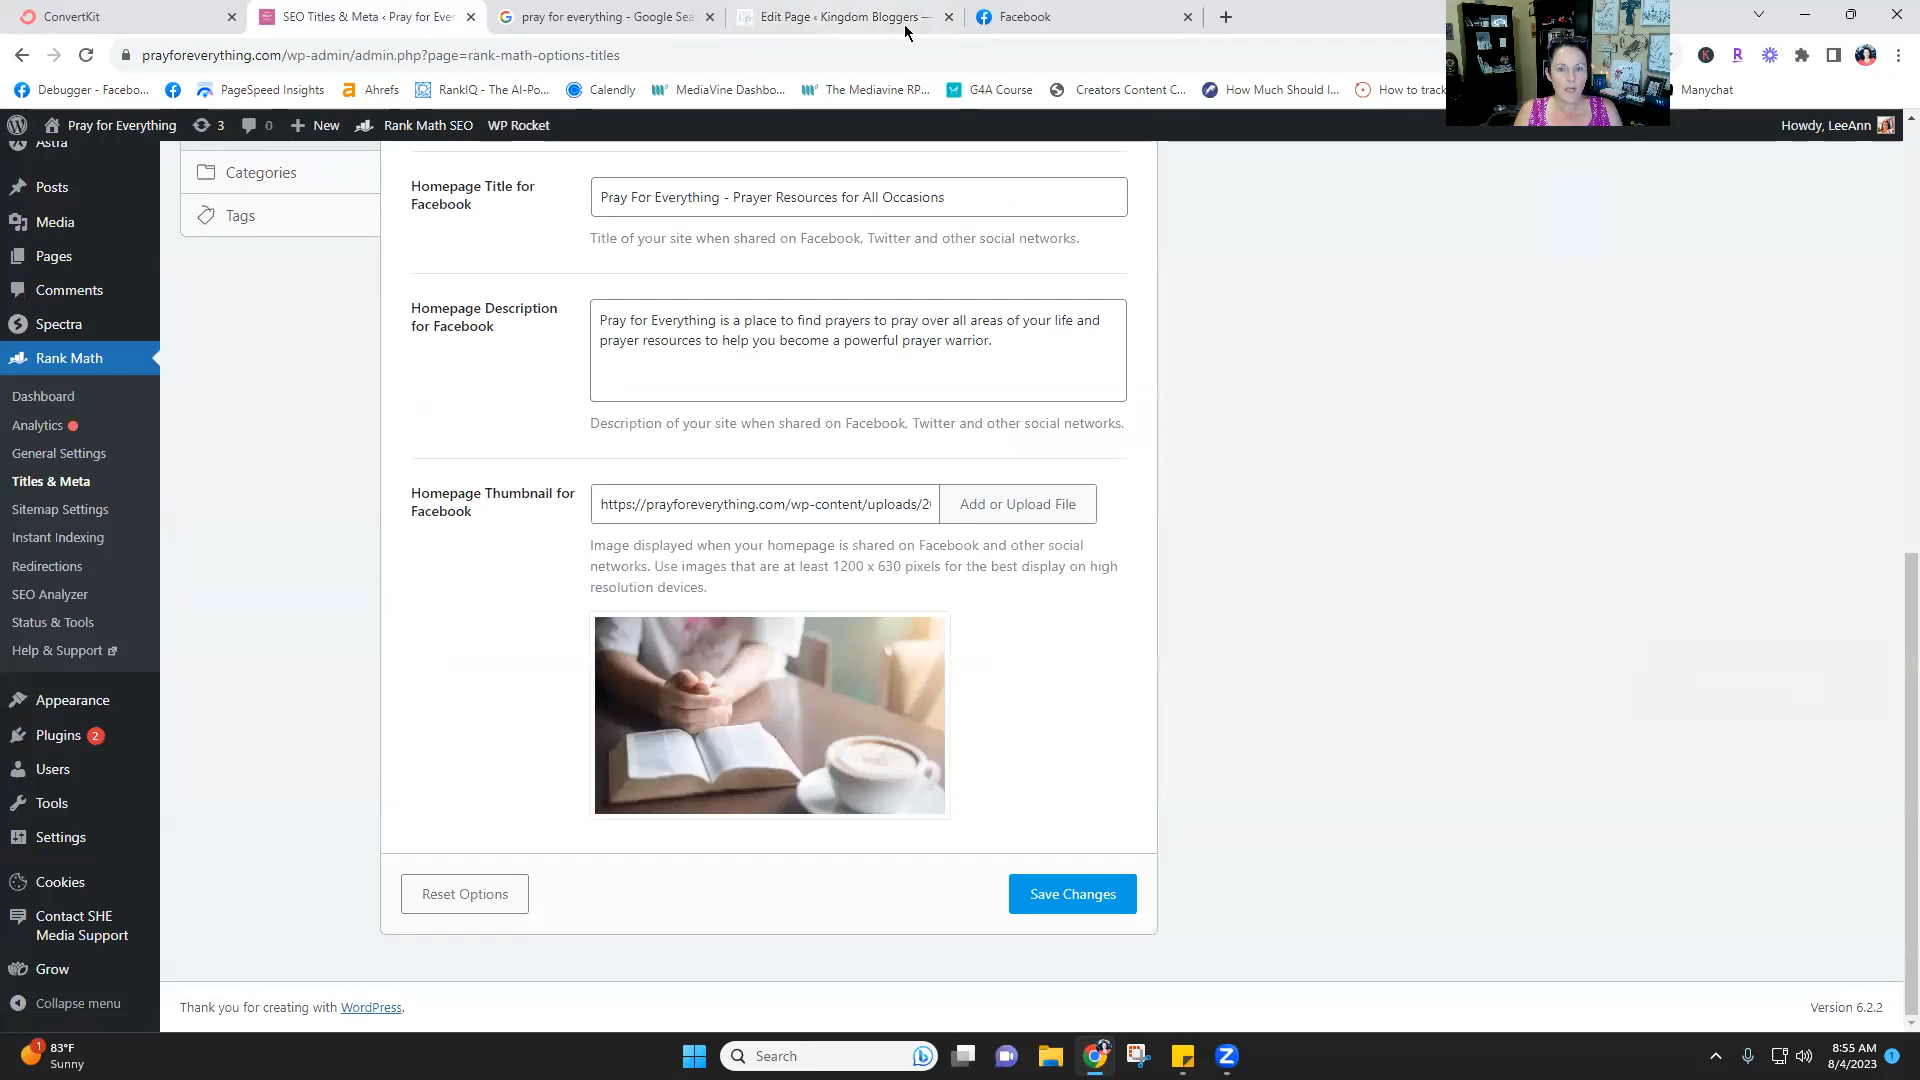 ConvertKit
SEO Titles & Meta ‹ Pray for Ever
pray for everything - Google Sea
Edit Page ‹ Kingdom Bloggers —
Facebook
prayforeverything.com/wp-admin/admin.php?page=rank-math-options-titles
Debugger - Facebo...
PageSpeed Insights
Ahrefs
RankIQ - The AI-Po...
Calendly
MediaVine Dashbo...
The Mediavine RP...
G4A Course
Creators Content C...
How Much Should I...
How to track
Manychat
Pray for Everything
3
0
New
Rank Math SEO
WP Rocket
Howdy, LeeAnn
Astra
Posts
Media
Pages
Comments
Spectra
Rank Math
Dashboard
Analytics
General Settings
Titles & Meta
Sitemap Settings
Instant Indexing
Redirections
SEO Analyzer
Status & Tools
Help & Support
Appearance
Plugins 2
Users
Tools
Settings
Cookies
Contact SHE
Media Support
Grow
Collapse menu
Categories
Tags
Homepage Title for
Facebook
Pray For Everything - Prayer Resources for All Occasions
Title of your site when shared on Facebook, Twitter and other social networks.
Homepage Description
for Facebook
Pray for Everything is a place to find prayers to pray over all areas of your life and
prayer resources to help you become a powerful prayer warrior.
Description of your site when shared on Facebook, Twitter and other social networks.
Homepage Thumbnail for
Facebook
https://prayforeverything.com/wp-content/uploads/2
Add or Upload File
Image displayed when your homepage is shared on Facebook and other social
networks. Use images that are at least 1200 x 630 pixels for the best display on high
resolution devices.
Reset Options
Save Changes
Thank you for creating with WordPress.
Version 6.2.2
1
83°F
Sunny
Search
8:55 AM
8/4/2023
1